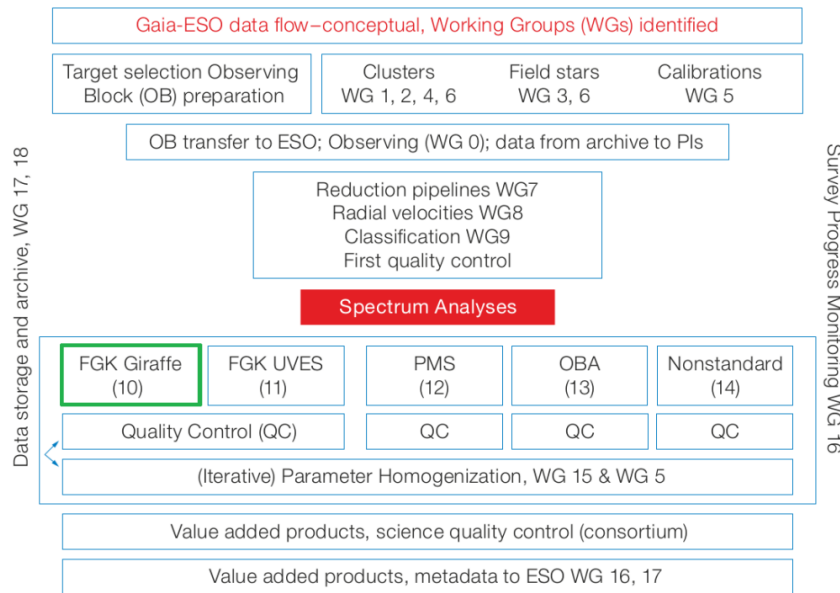 Gaia-ESO data flow–conceptual, Working Groups (WGs) identified
Target selection Observing
Block (OB) preparation
Clusters
WG 1, 2, 4, 6
Field stars
WG 3, 6
Calibrations
WG 5
OB transfer to ESO; Observing (WG 0); data from archive to PIs
Data storage and archive, WG 17, 18
Survey Progress Monitoring WG 16
Reduction pipelines WG7
Radial velocities WG8
Classification WG9
First quality control
Spectrum Analyses
FGK Giraffe
(10)
FGK UVES
(11)
PMS
(12)
OBA
(13)
Nonstandard
(14)
Quality Control (QC)
QC
QC
QC
(Iterative) Parameter Homogenization, WG 15 & WG 5
Value added products, science quality control (consortium)
Value added products, metadata to ESO WG 16, 17